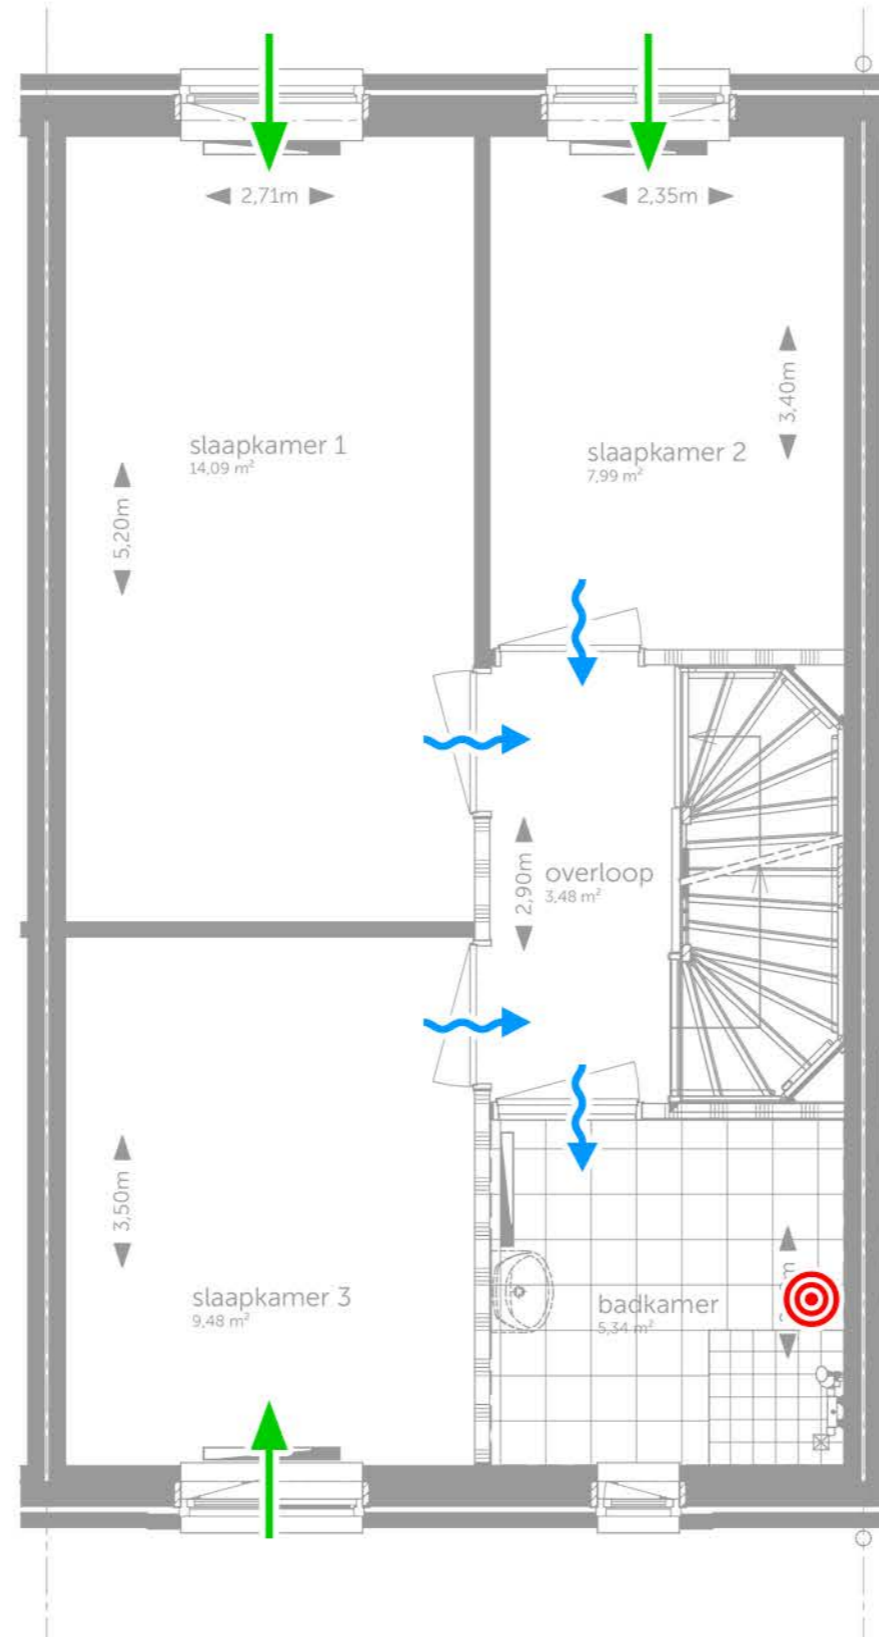 2,71m
2,35m
3,40m
slaapkamer 1
14,09 m²
slaapkamer 2
7,99 m²
5,20m
2,90m
overloop
3,48 m²
3,50m
slaapkamer 3
9,48 m²
badkamer
5,34 m²